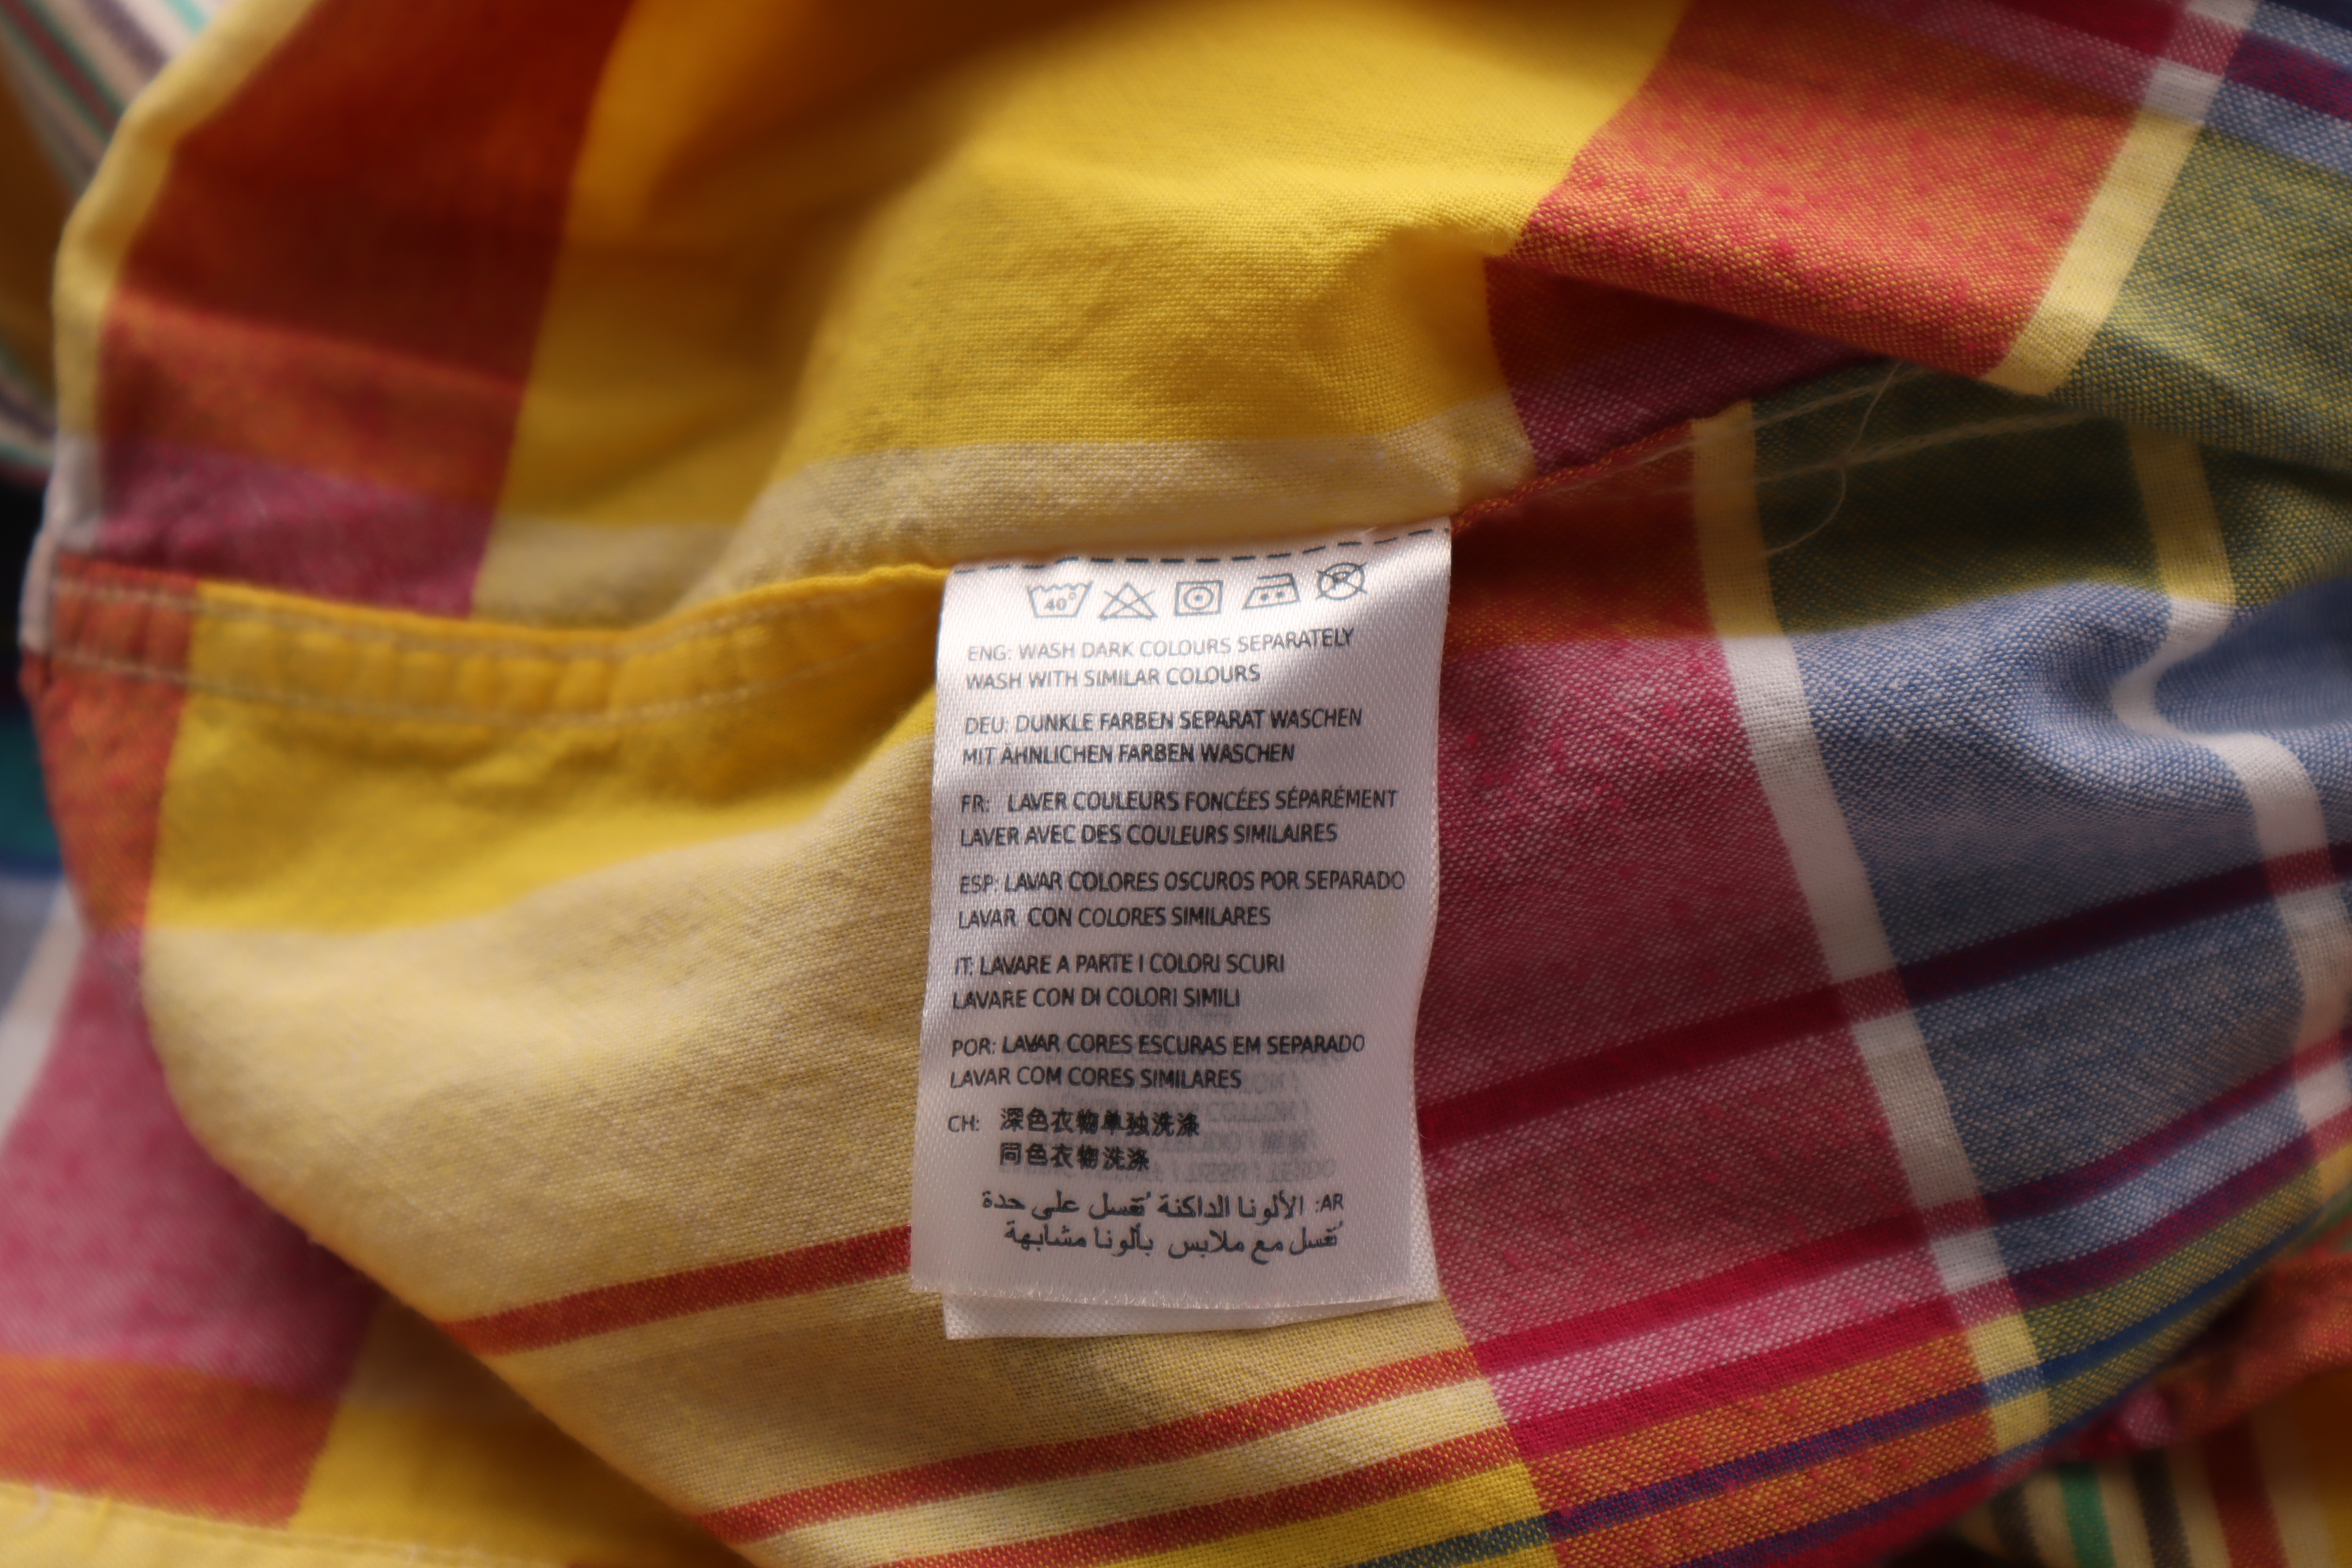 40°
P
ENG: WASH DARK COLOURS SEPARATELY
WASH WITH SIMILAR COLOURS
DEU: DUNKLE FARBEN SEPARAT WASCHEN
MIT ÄHNLICHEN FARBEN WASCHEN
FR: LAVER COULEURS FONCÉES SÉPARÉMENT
LAVER AVEC DES COULEURS SIMILAIRES
ESP: LAVAR COLORES OSCUROS POR SEPARADO
LAVAR CON COLORES SIMILARES
IT: LAVARE A PARTE I COLORI SCURI
LAVARE CON DI COLORI SIMILI
POR: LAVAR CORES ESCURAS EM SEPARADO
LAVAR COM CORES SIMILARES
CH: 深色衣物单独洗涤
同色衣物洗涤
AR: الألونا الداكنة ُتغسل على حدة
ُتغسل مع ملابس بألونا مشابهة